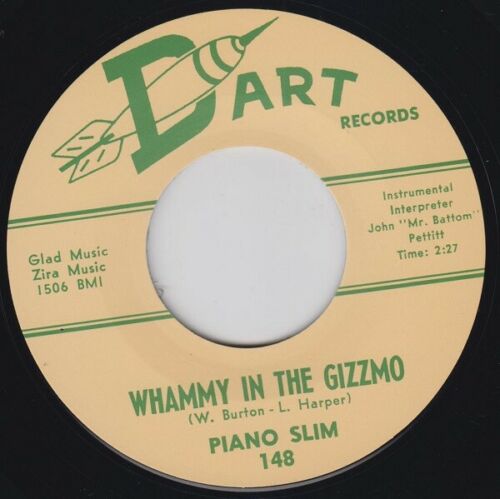 DART
RECORDS
Glad Music
Zira Music
1506 BMI
Instrumental
Interpreter
John "Mr. Battom"
Pettitt
Time: 2:27
WHAMMY IN THE GIZZMO
(W. Burton - L. Harper)
PIANO SLIM
148